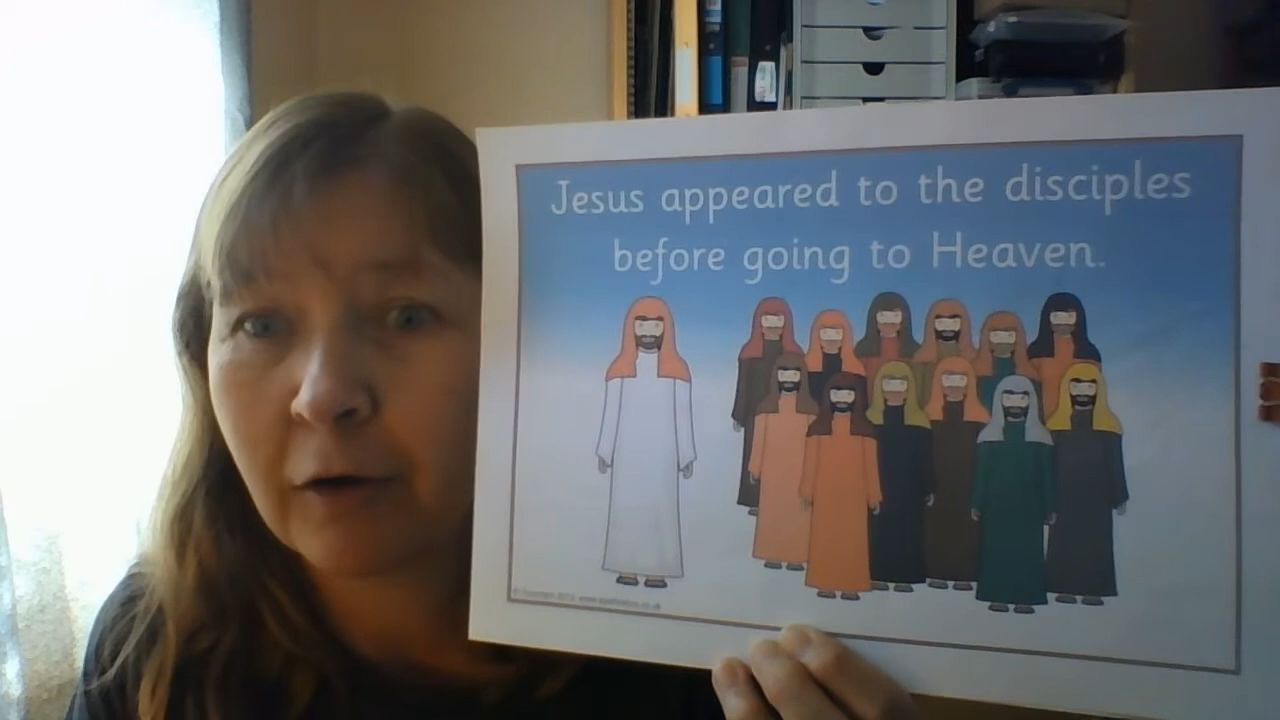 Jesus appeared to the disciples
before going to Heaven.